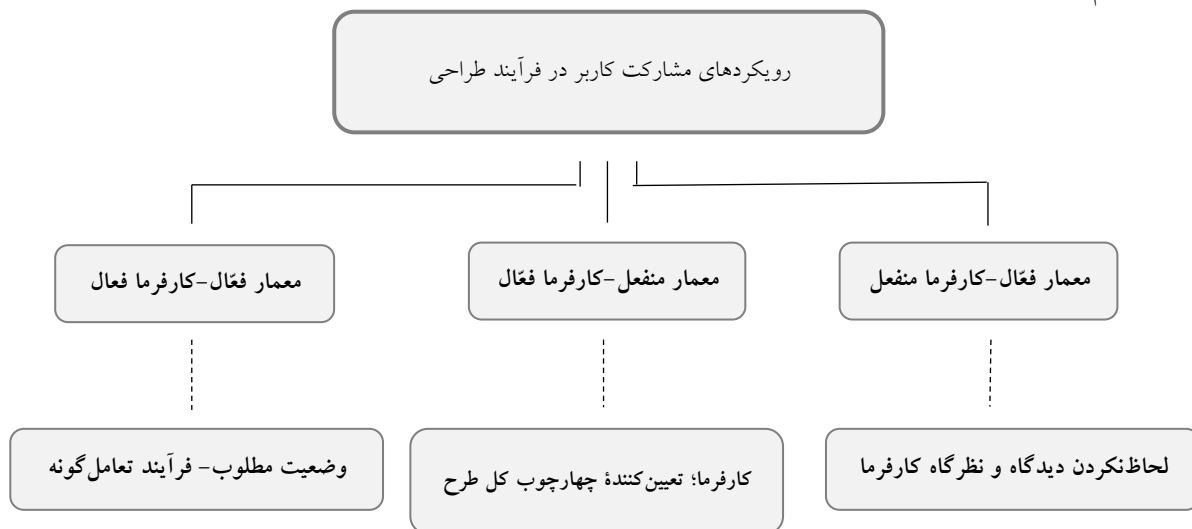 رویکردهای مشارکت کاربر در فرآیند طراحی
معمار فعّال-کارفرما منفعل
معمار منفعل-کارفرما فعّال
معمار فعّال-کارفرما فعال
لحاظ‌نکردن دیدگاه و نظرگاه کارفرما
کارفرما؛ تعیین‌کنندۀ چهارچوب کل طرح
وضعیت مطلوب- فرآیند تعامل‌گونه